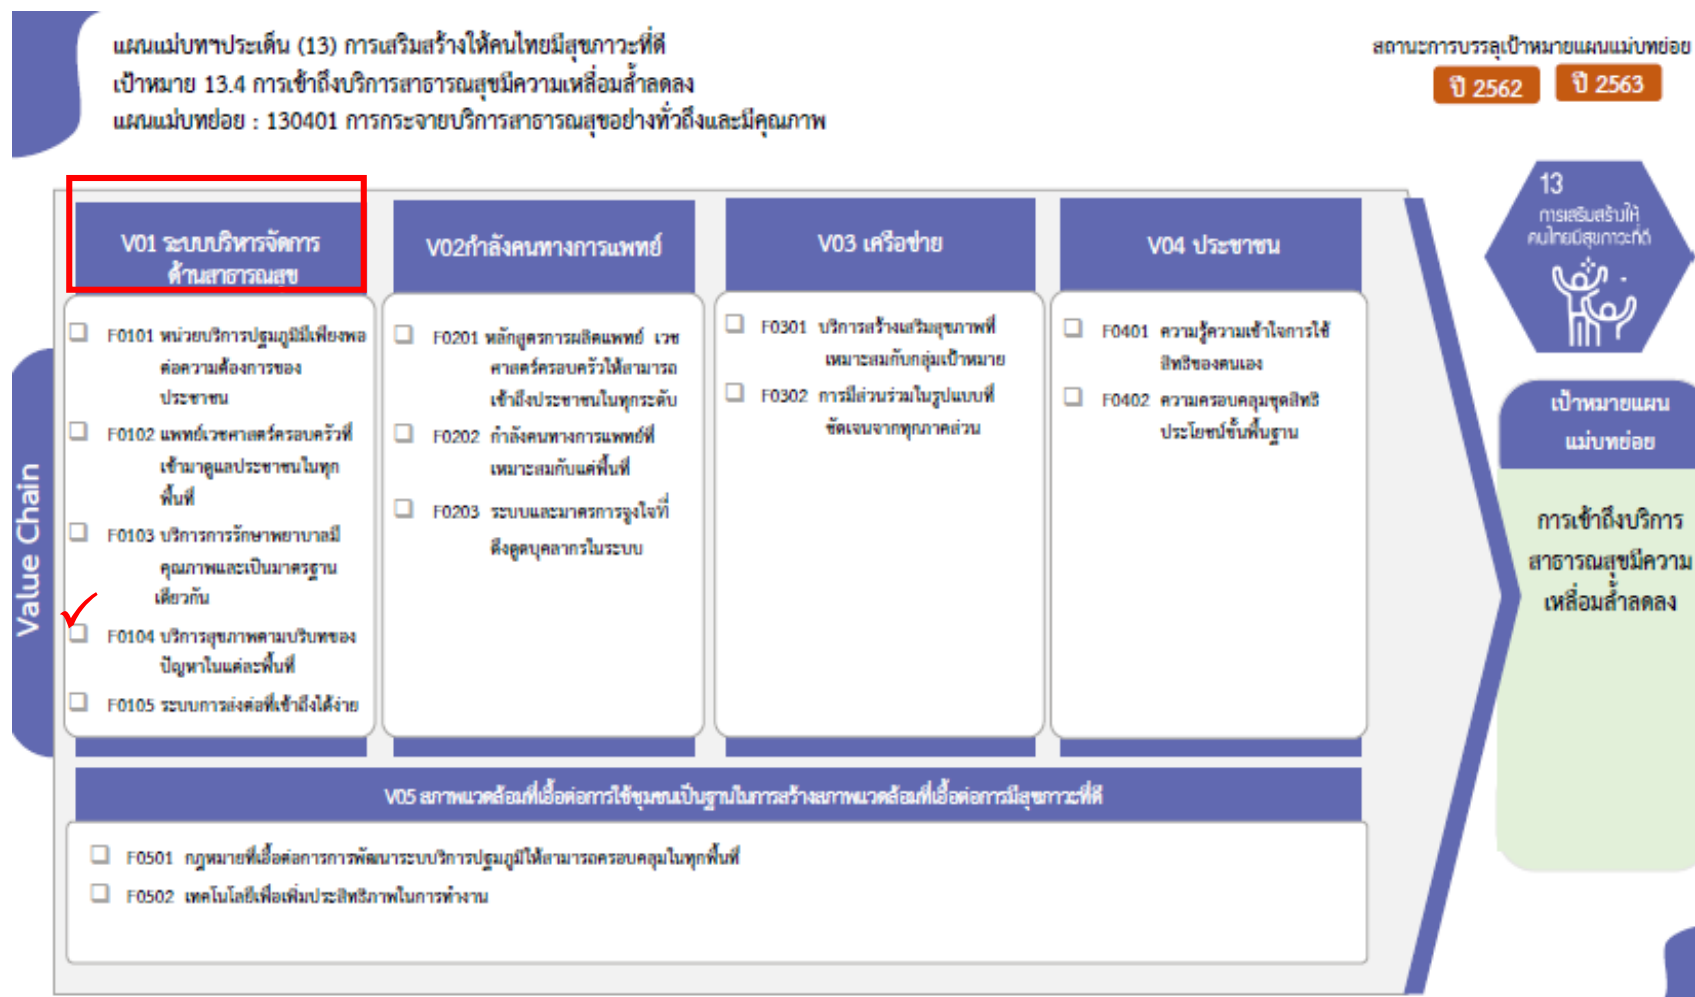 แผนแม่บทฯประเด็น (13) การเสริมสร้างให้คนไทยมีสุขภาวะที่ดี
เป้าหมาย 13.4 การเข้าถึงบริการสาธารณสุขมีความเหลื่อมล้ำลดลง
แผนแม่บทย่อย : 130401 การกระจายบริการสาธารณสุขอย่างทั่วถึงและมีคุณภาพ
สถานะการบรรลุเป้าหมายแผนแม่บทย่อย
ปี 2562
ปี 2563
Value Chain
V01 ระบบบริหารจัดการ
ด้านสาธารณสุข
F0101 หน่วยบริการปฐมภูมิมีเพียงพอ
ต่อความต้องการของ
ประชาชน
F0102 แพทย์เวชศาสตร์ครอบครัวที่
เข้ามาดูแลประชาชนในทุก
พื้นที่
F0103 บริการการรักษาพยาบาลมี
คุณภาพและเป็นมาตรฐาน
เดียวกัน
F0104 บริการสุขภาพตามบริบทของ
ปัญหาในแต่ละพื้นที่
F0105 ระบบการส่งต่อที่เข้าถึงได้ง่าย
V02กำลังคนทางการแพทย์
F0201 หลักสูตรการผลิตแพทย์ เวช
ศาสตร์ครอบครัวให้สามารถ
เข้าถึงประชาชนในทุกระดับ
F0202 กำลังคนทางการแพทย์ที่
เหมาะสมกับแต่พื้นที่
F0203 ระบบและมาตรการจูงใจที่
ดึงดูดบุคลากรในระบบ
V03 เครือข่าย
F0301 บริการสร้างเสริมสุขภาพที่
เหมาะสมกับกลุ่มเป้าหมาย
F0302 การมีส่วนร่วมในรูปแบบที่
ชัดเจนจากทุกภาคส่วน
V04 ประชาชน
F0401 ความรู้ความเข้าใจการใช้
สิทธิของตนเอง
F0402 ความครอบคลุมชุดสิทธิ
ประโยชน์ขั้นพื้นฐาน
V05 สภาพแวดล้อมที่เอื้อต่อการใช้ชุมชนเป็นฐานในการสร้างสภาพแวดล้อมที่เอื้อต่อการมีสุขภาวะที่ดี
F0501 กฎหมายที่เอื้อต่อการการพัฒนาระบบบริการปฐมภูมิให้สามารถครอบคลุมในทุกพื้นที่
F0502 เทคโนโลยีเพื่อเพิ่มประสิทธิภาพในการทำงาน
13
การเสริมสร้างให้
คนไทยมีสุขภาวะที่ดี
เป้าหมายแผน
แม่บทย่อย
การเข้าถึงบริการ
สาธารณสุขมีความ
เหลื่อมล้ำลดลง